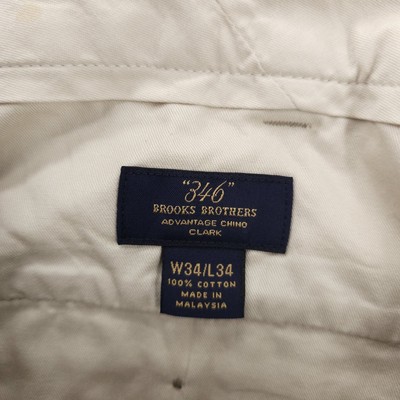 "346"
BROOKS BROTHERS
ADVANTAGE CHINO
CLARK
W34/L34
100% COTTON
MADE IN
MALAYSIA